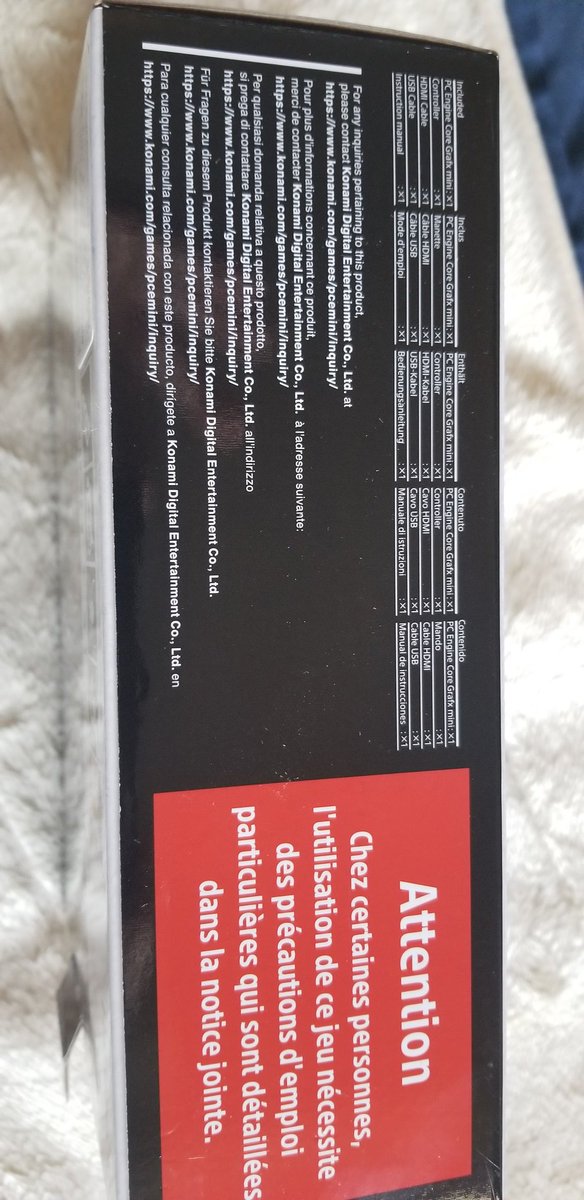 Included
PC Engine Core Grafx mini : X1
Controller : X1
HDMI Cable : X1
USB Cable : X1
Instruction manual : X1
Inclus
PC Engine Core Grafx mini : X1
Manette : X1
Câble HDMI : X1
Câble USB : X1
Mode d'emploi : X1
Enthält
PC Engine Core Grafx mini : X1
Controller : X1
HDMI-Kabel : X1
USB-Kabel : X1
Bedienungsanleitung : X1
Contenuto
PC Engine Core Grafx mini : X1
Controller : X1
Cavo HDMI : X1
Cavo USB : X1
Manuale di istruzioni : X1
Contenido
PC Engine Core Grafx mini : X1
Mando : X1
Cable HDMI : X1
Cable USB : X1
Manual de instrucciones : X1
For any inquiries pertaining to this product,
please contact Konami Digital Entertainment Co., Ltd. at
https://www.konami.com/games/pcemini/inquiry/
Pour plus d'informations concernant ce produit,
merci de contacter Konami Digital Entertainment Co., Ltd. à l'adresse suivante:
https://www.konami.com/games/pcemini/inquiry/
Per qualsiasi domanda relativa a questo prodotto,
si prega di contattare Konami Digital Entertainment Co., Ltd. all'indirizzo
https://www.konami.com/games/pcemini/inquiry/
Für Fragen zu diesem Produkt kontaktieren Sie bitte Konami Digital Entertainment Co., Ltd.
https://www.konami.com/games/pcemini/inquiry/
Para cualquier consulta relacionada con este producto, dirígete a Konami Digital Entertainment Co., Ltd. en
https://www.konami.com/games/pcemini/inquiry/
Attention
Chez certaines personnes,
l'utilisation de ce jeu nécessite
des précautions d'emploi
particulières qui sont détaillées
dans la notice jointe.